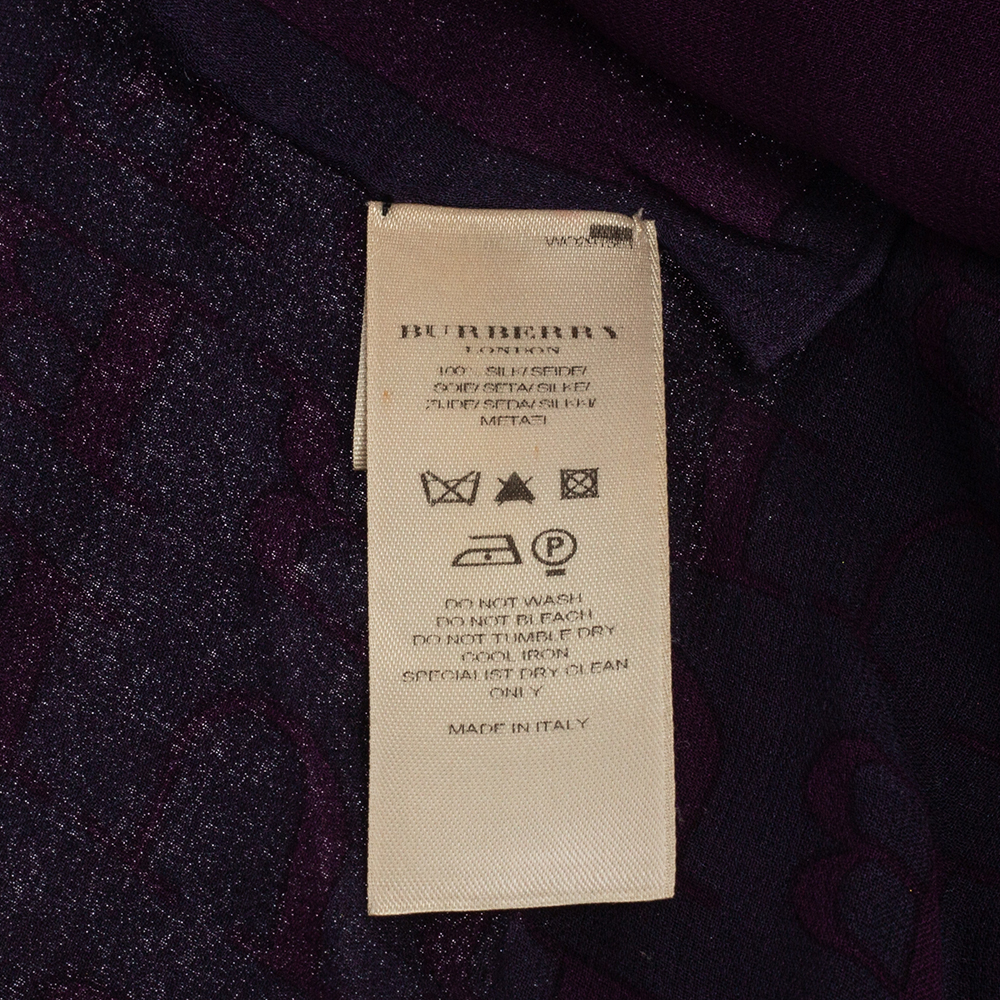 BURBERRY
LONDON
100% SILK/ SEIDE/
SOIE/ SETA/ SILKE/
ZIJDE/ SEDA/ SILKKI/
P
DO NOT WASH
DO NOT BLEACH
DO NOT TUMBLE DRY
COOL IRON
SPECIALIST DRY CLEAN
ONLY
MADE IN ITALY